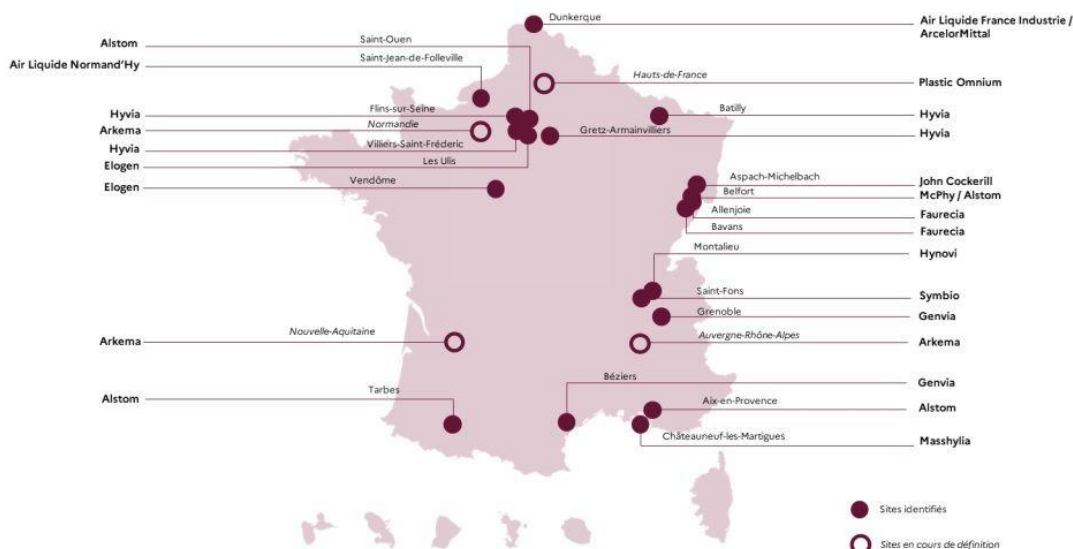 Dunkerque
Air Liquide France Industrie /
ArcelorMittal
Alstom
Saint-Ouen
Air Liquide Normand'Hy
Saint-Jean-de-Folleville
Hauts-de-France
Plastic Omnium
Hyvia
Flins-sur-Seine
Batilly
Hyvia
Arkema
Normandie
Gretz-Armainvilliers
Hyvia
Hyvia
Villiers-Saint-Fréderic
Elogen
Les Ulis
Elogen
Vendôme
Aspach-Michelbach
John Cockerill
Belfort
McPhy / Alstom
Allenjoie
Faurecia
Bavans
Faurecia
Montalieu
Hynovi
Saint-Fons
Symbio
Grenoble
Genvia
Arkema
Nouvelle-Aquitaine
Auvergne-Rhône-Alpes
Arkema
Béziers
Genvia
Alstom
Tarbes
Aix-en-Provence
Alstom
Châteauneuf-les-Martigues
Masshylia
Sites identifiés
Sites en cours de définition